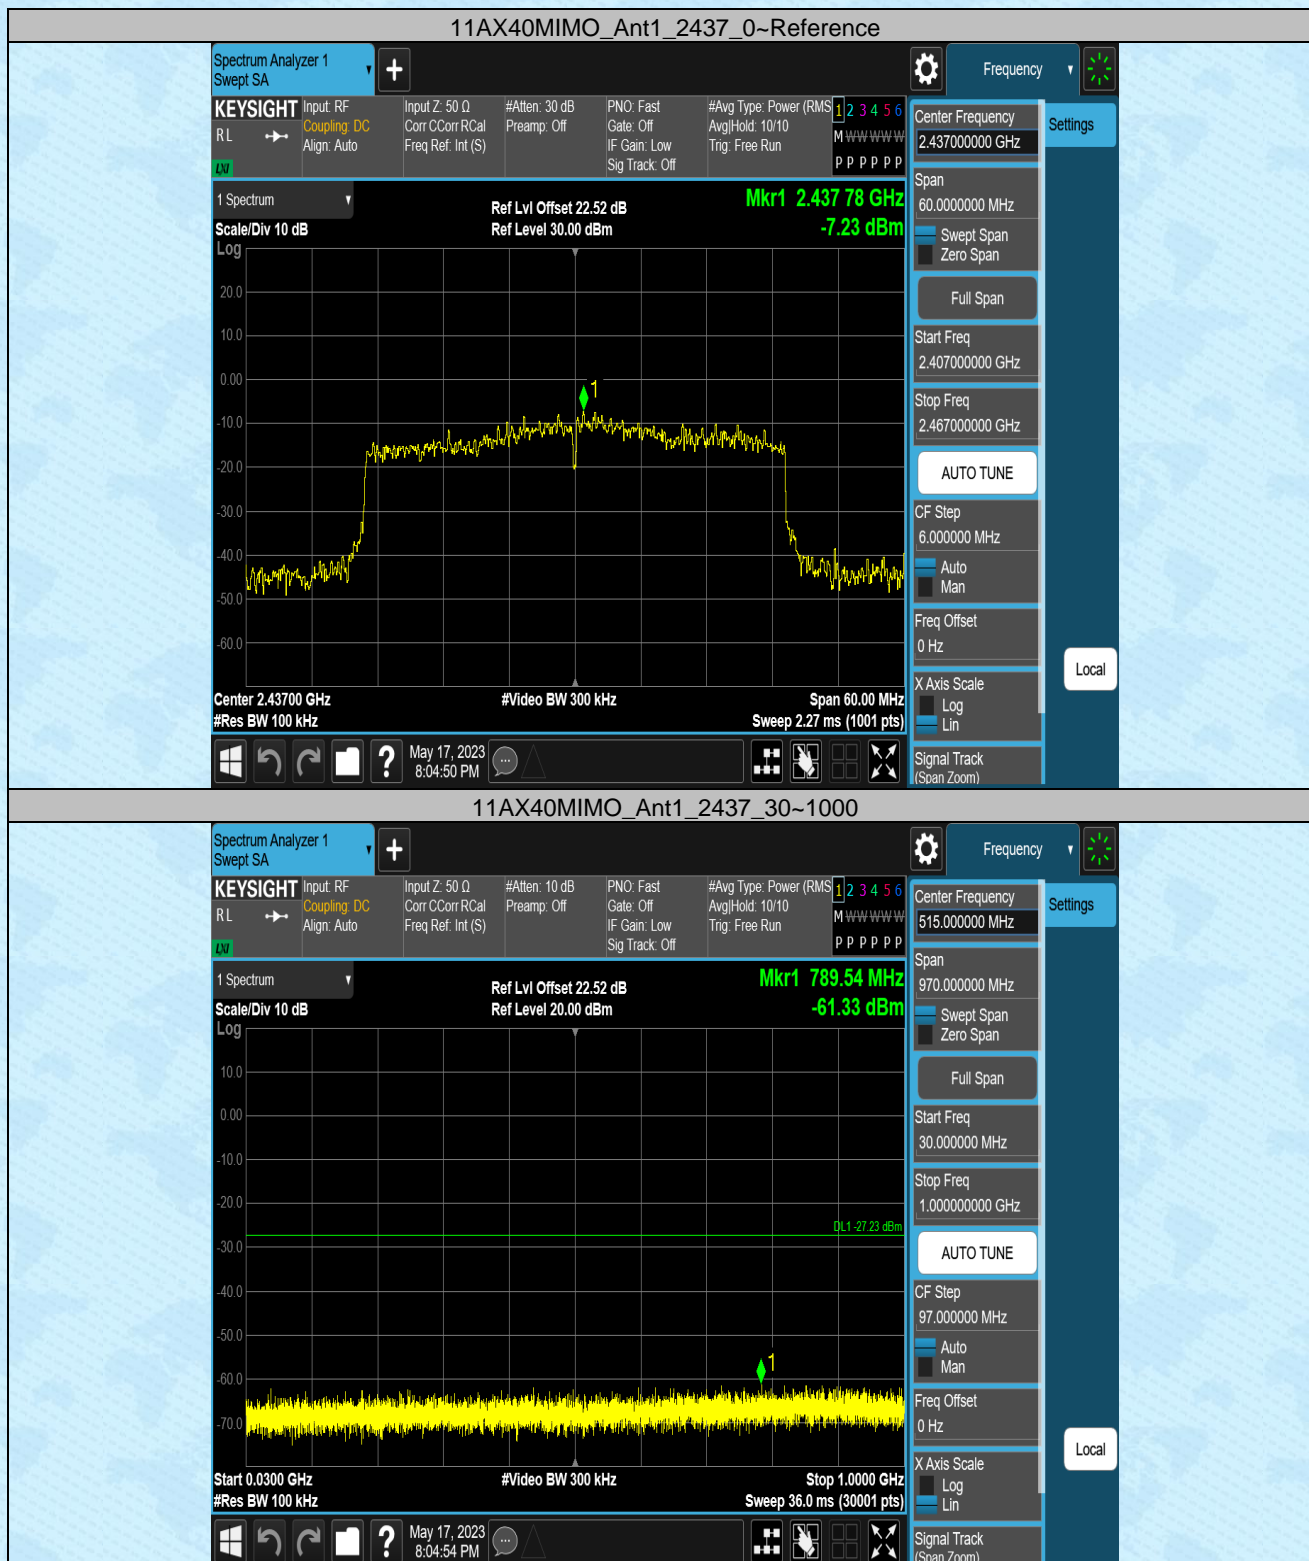 11AX40MIMO_Ant1_2437_0~Reference
Spectrum Analyzer 1
Swept SA
+
Frequency
KEYSIGHT
RL
LXI
Input: RF
Coupling: DC
Align: Auto
Input Z: 50 Ω
Corr CCorr RCal
Freq Ref: Int (S)
#Atten: 30 dB
Preamp: Off
PNO: Fast
Gate: Off
IF Gain: Low
Sig Track: Off
#Avg Type: Power (RMS
Avg|Hold: 10/10
Trig: Free Run
1 2 3 4 5 6
M W W W W W
P P P P P P
1 Spectrum
Scale/Div 10 dB
Ref Lvl Offset 22.52 dB
Ref Level 30.00 dBm
Mkr1 2.437 78 GHz
-7.23 dBm
Log
20.0
10.0
0.00
-10.0
-20.0
-30.0
-40.0
-50.0
-60.0
1
Center 2.43700 GHz
#Res BW 100 kHz
#Video BW 300 kHz
Span 60.00 MHz
Sweep 2.27 ms (1001 pts)
?
May 17, 2023
8:04:50 PM
Center Frequency
2.437000000 GHz
Settings
Span
60.0000000 MHz
Swept Span
Zero Span
Full Span
Start Freq
2.407000000 GHz
Stop Freq
2.467000000 GHz
AUTO TUNE
CF Step
6.000000 MHz
Auto
Man
Freq Offset
0 Hz
X Axis Scale
Log
Lin
Signal Track
(Span Zoom)
Local
11AX40MIMO_Ant1_2437_30~1000
Spectrum Analyzer 1
Swept SA
+
Frequency
KEYSIGHT
RL
LXI
Input: RF
Coupling: DC
Align: Auto
Input Z: 50 Ω
Corr CCorr RCal
Freq Ref: Int (S)
#Atten: 10 dB
Preamp: Off
PNO: Fast
Gate: Off
IF Gain: Low
Sig Track: Off
#Avg Type: Power (RMS
Avg|Hold: 10/10
Trig: Free Run
1 2 3 4 5 6
M W W W W W
P P P P P P
1 Spectrum
Scale/Div 10 dB
Ref Lvl Offset 22.52 dB
Ref Level 20.00 dBm
Mkr1 789.54 MHz
-61.33 dBm
Log
10.0
0.00
-10.0
-20.0
-30.0
-40.0
-50.0
-60.0
-70.0
DL1 -27.23 dBm
1
Start 0.0300 GHz
#Res BW 100 kHz
#Video BW 300 kHz
Stop 1.0000 GHz
Sweep 36.0 ms (30001 pts)
?
May 17, 2023
8:04:54 PM
Center Frequency
515.000000 MHz
Settings
Span
970.000000 MHz
Swept Span
Zero Span
Full Span
Start Freq
30.000000 MHz
Stop Freq
1.000000000 GHz
AUTO TUNE
CF Step
97.000000 MHz
Auto
Man
Freq Offset
0 Hz
X Axis Scale
Log
Lin
Signal Track
(Span Zoom)
Local